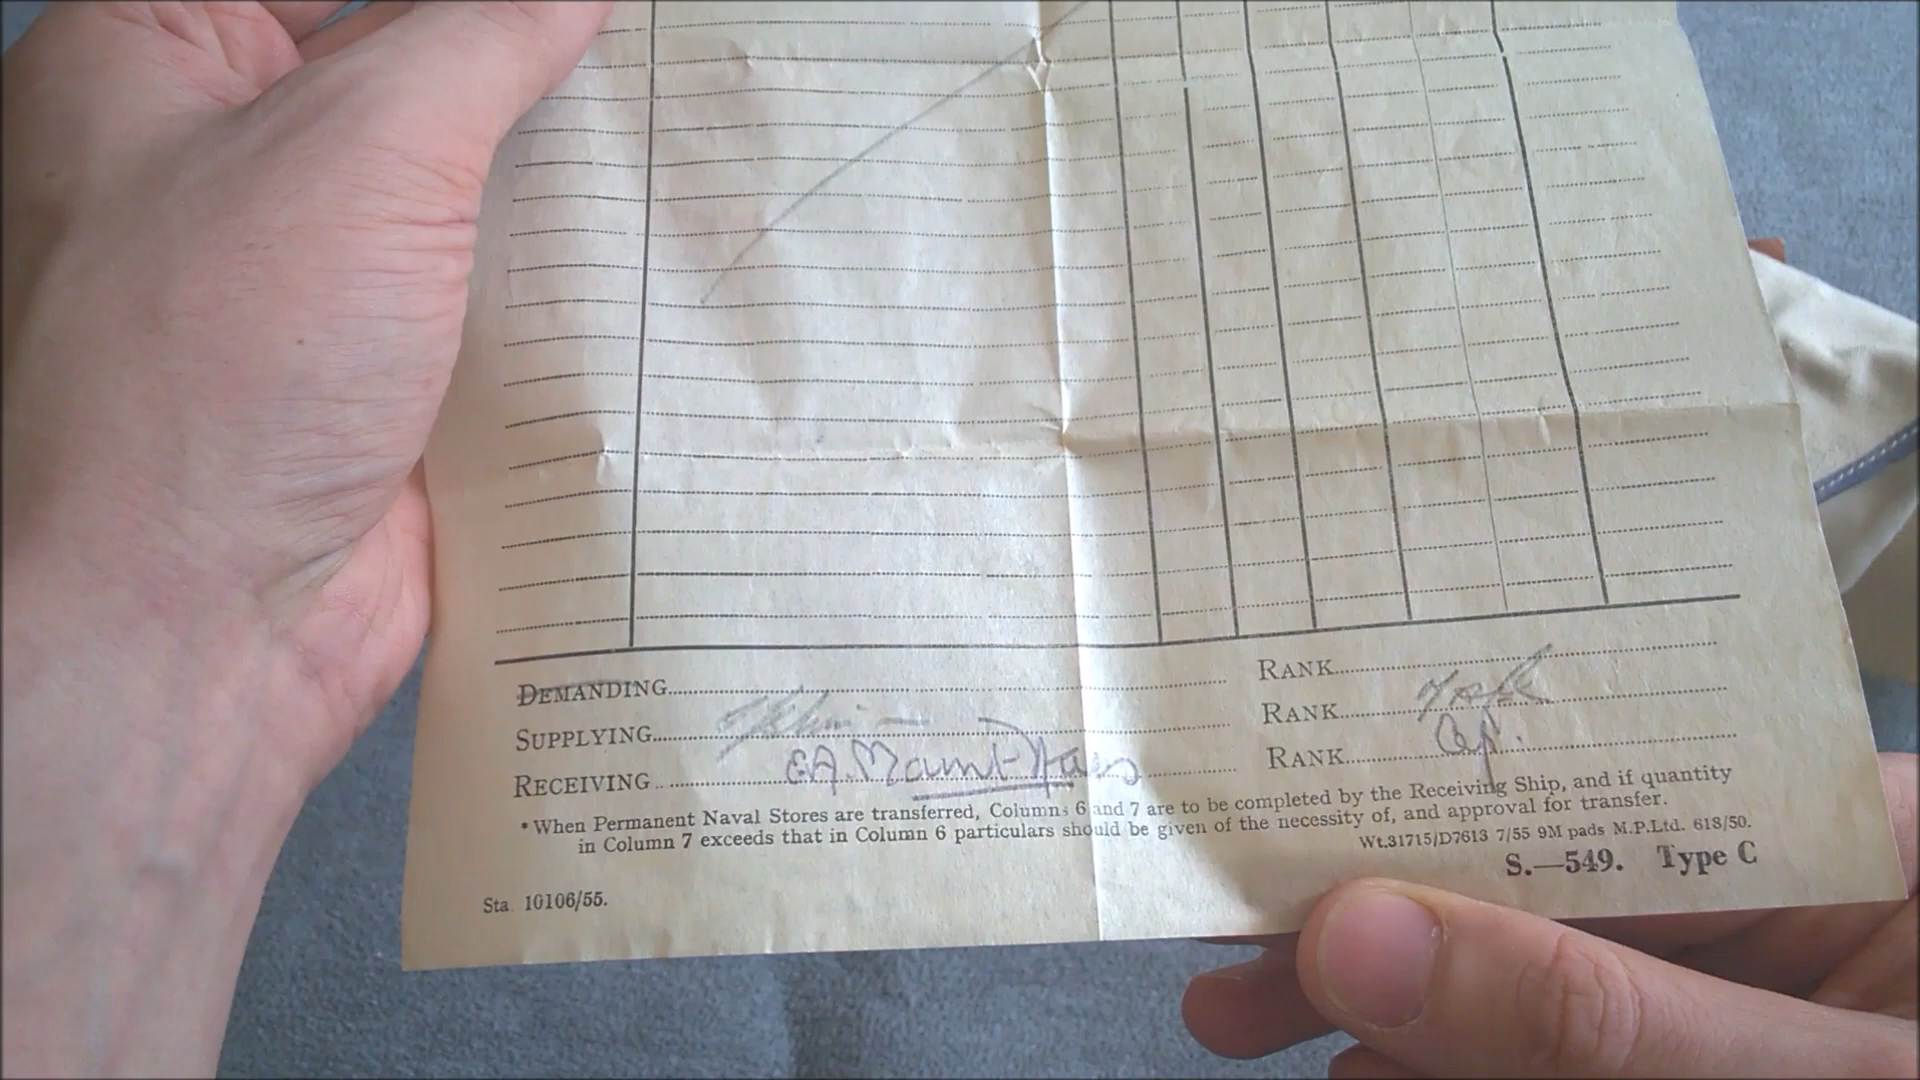 DEMANDING
RANK
SUPPLYING
RANK
RECEIVING E.A. Mount-Haes
RANK
* When Permanent Naval Stores are transferred, Columns 6 and 7 are to be completed by the Receiving Ship, and if quantity
in Column 7 exceeds that in Column 6 particulars should be given of the necessity of, and approval for transfer.
Wt.31715/D7613 7/55 9M pads M.P.Ltd. 618/50.
S.—549. Type C
Sta. 10106/55.